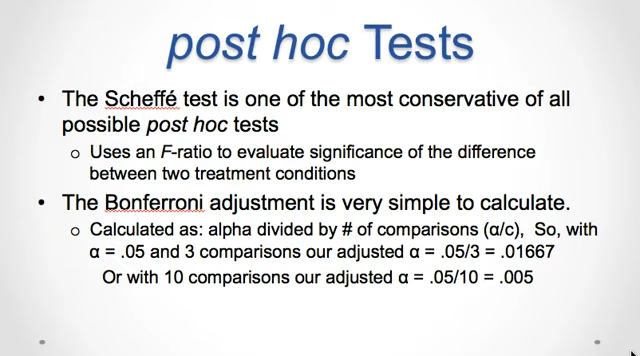 post hoc Tests
• The Scheffé test is one of the most conservative of all
possible post hoc tests
o Uses an F-ratio to evaluate significance of the difference
between two treatment conditions
• The Bonferroni adjustment is very simple to calculate.
o Calculated as: alpha divided by # of comparisons (α/c), So, with
α = .05 and 3 comparisons our adjusted α = .05/3 = .01667
Or with 10 comparisons our adjusted α = .05/10 = .005